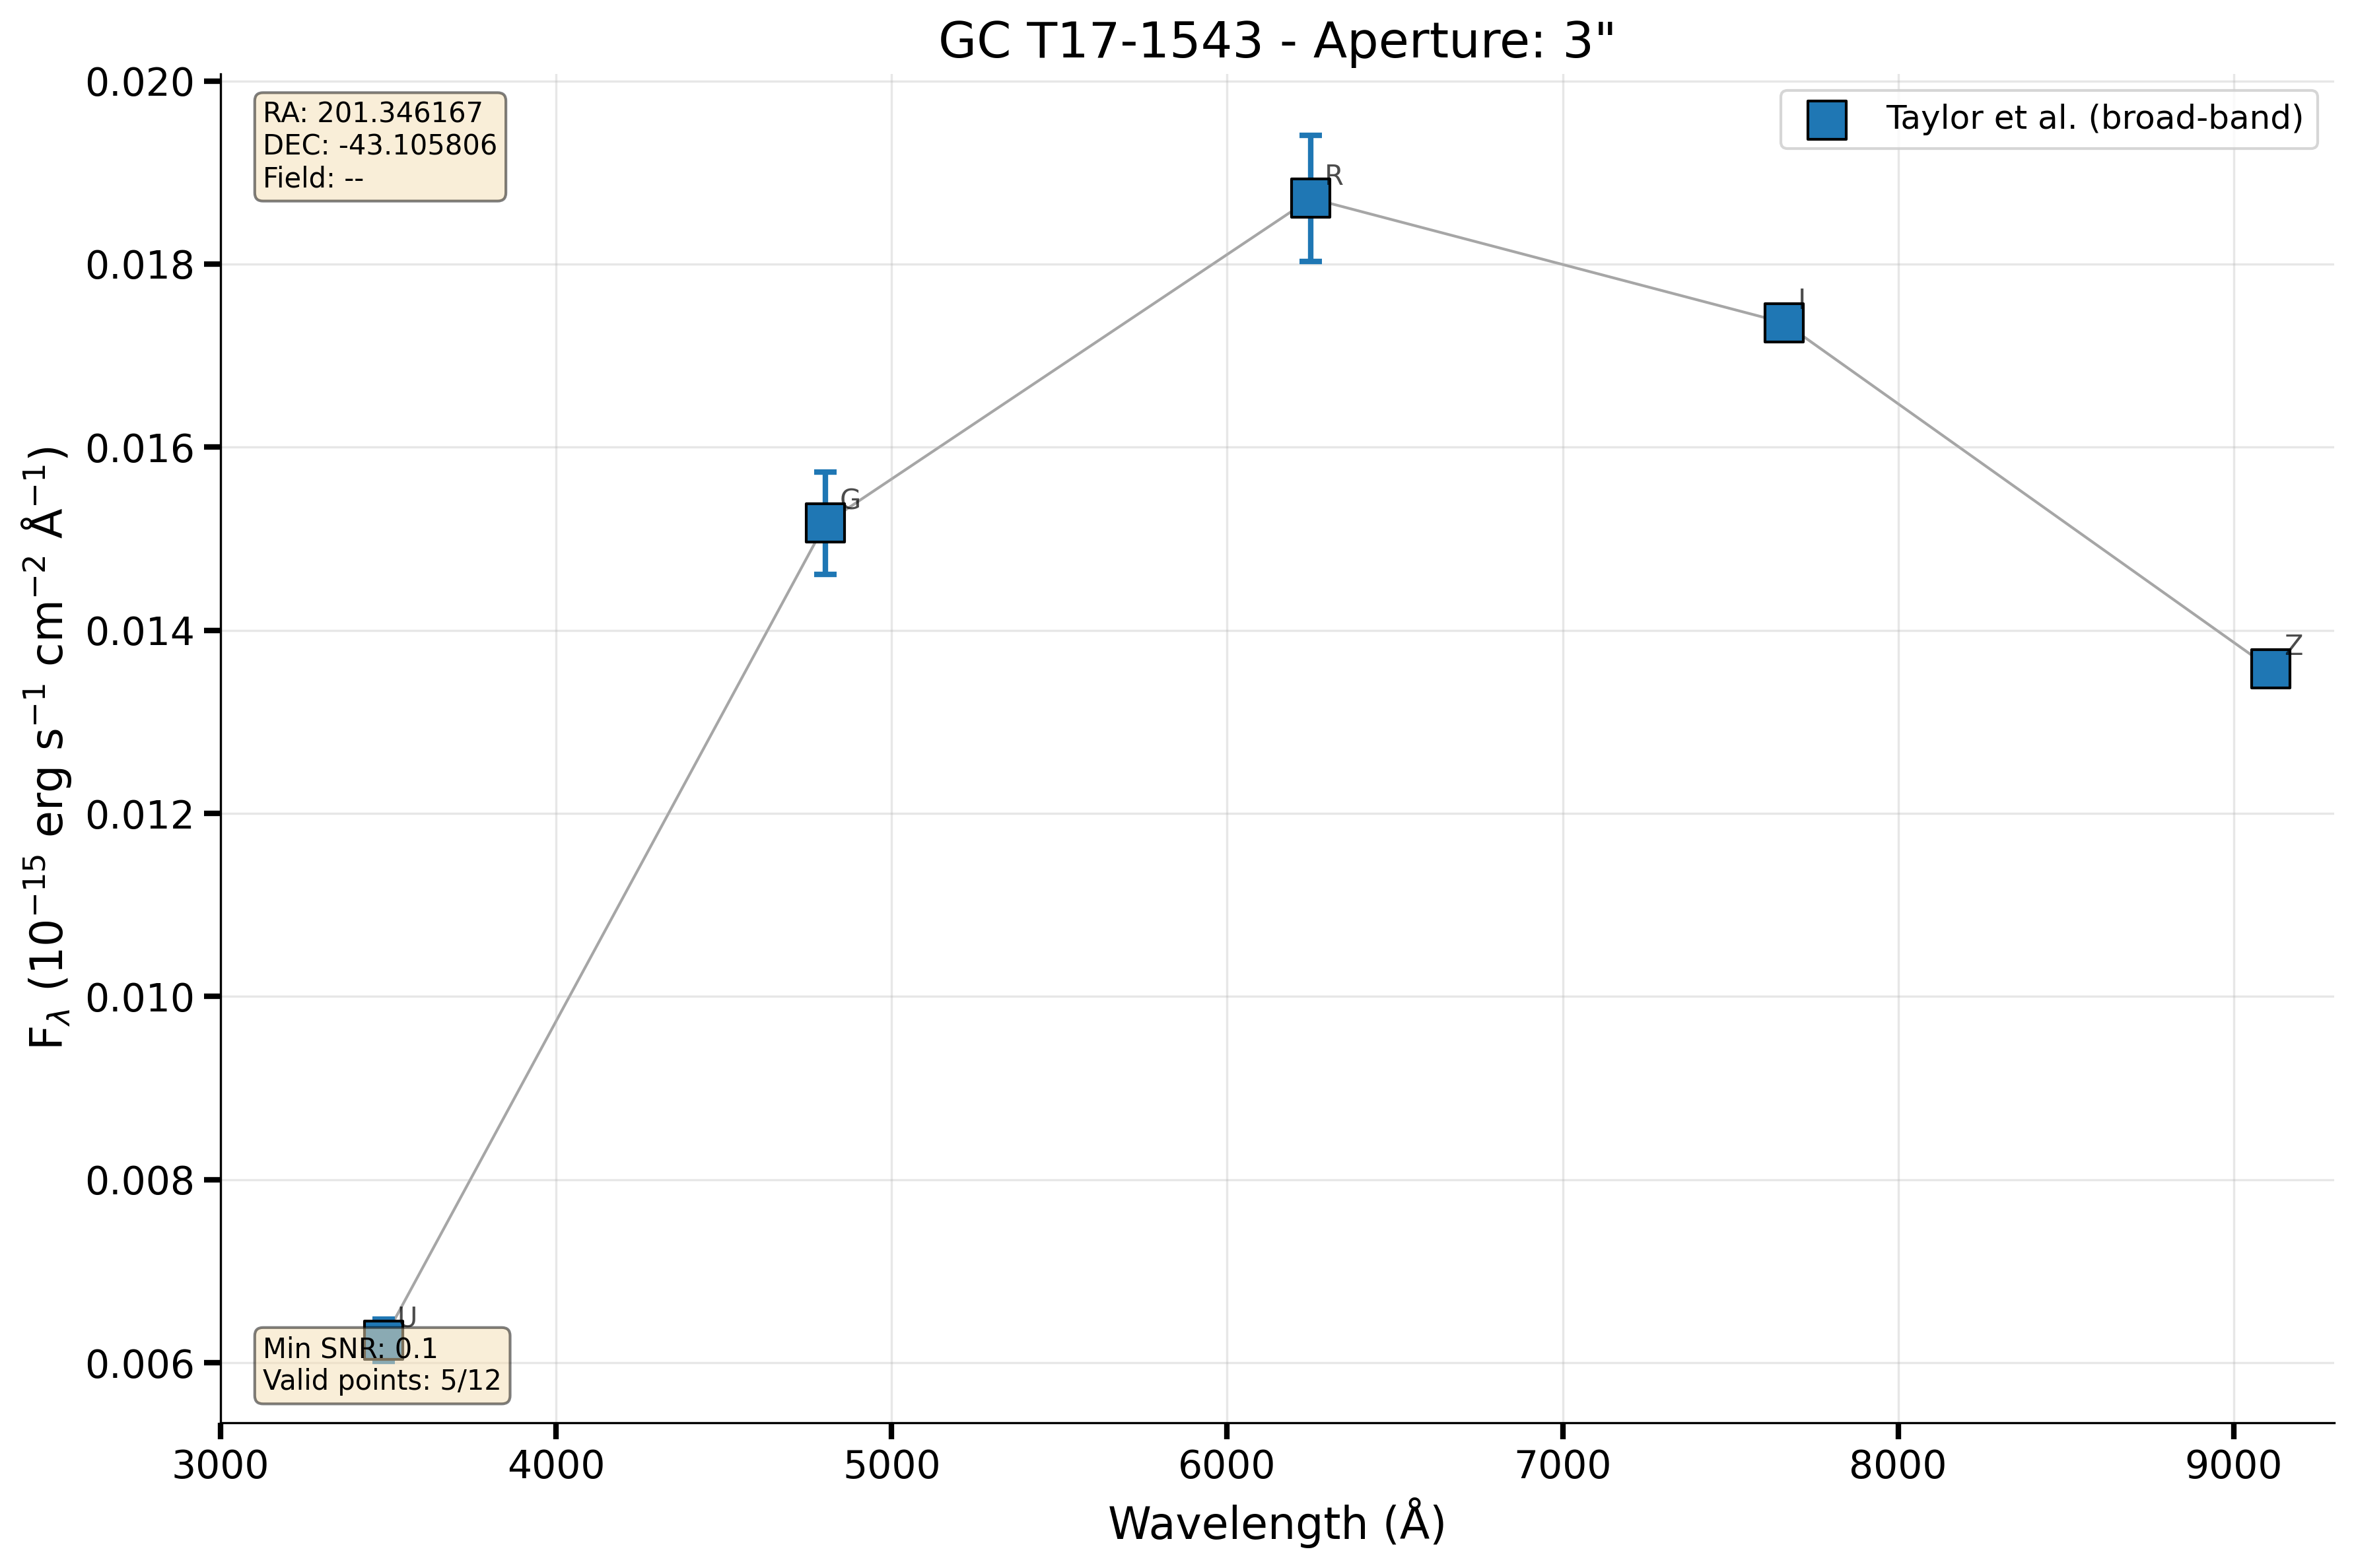 GC T17-1543 - Aperture: 3"
RA: 201.346167
DEC: -43.105806
Field: --
Taylor et al. (broad-band)
R
I
G
Z
U
Min SNR: 0.1
Valid points: 5/12
0.020
0.018
0.016
0.014
0.012
0.010
0.008
0.006
F_λ (10⁻¹⁵ erg s⁻¹ cm⁻² Å⁻¹)
3000 4000 5000 6000 7000 8000 9000
Wavelength (Å)